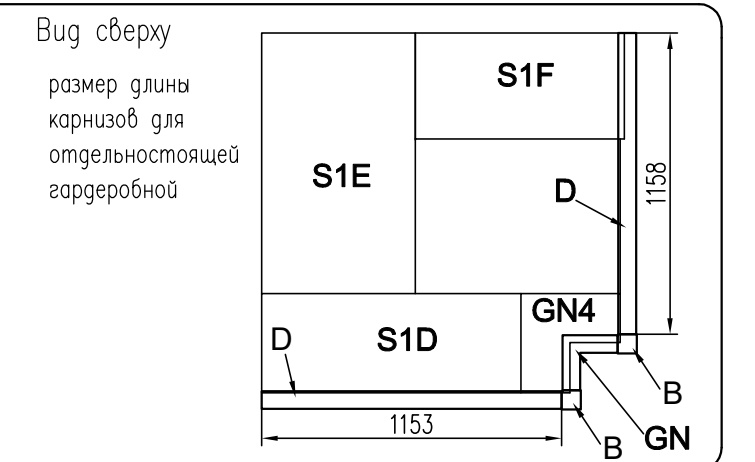 Вид сверху
размер длины
карнизов для
отдельностоящей
гардеробной
S1F
S1E
D
1158
GN4
D
S1D
B
1153
B
GN